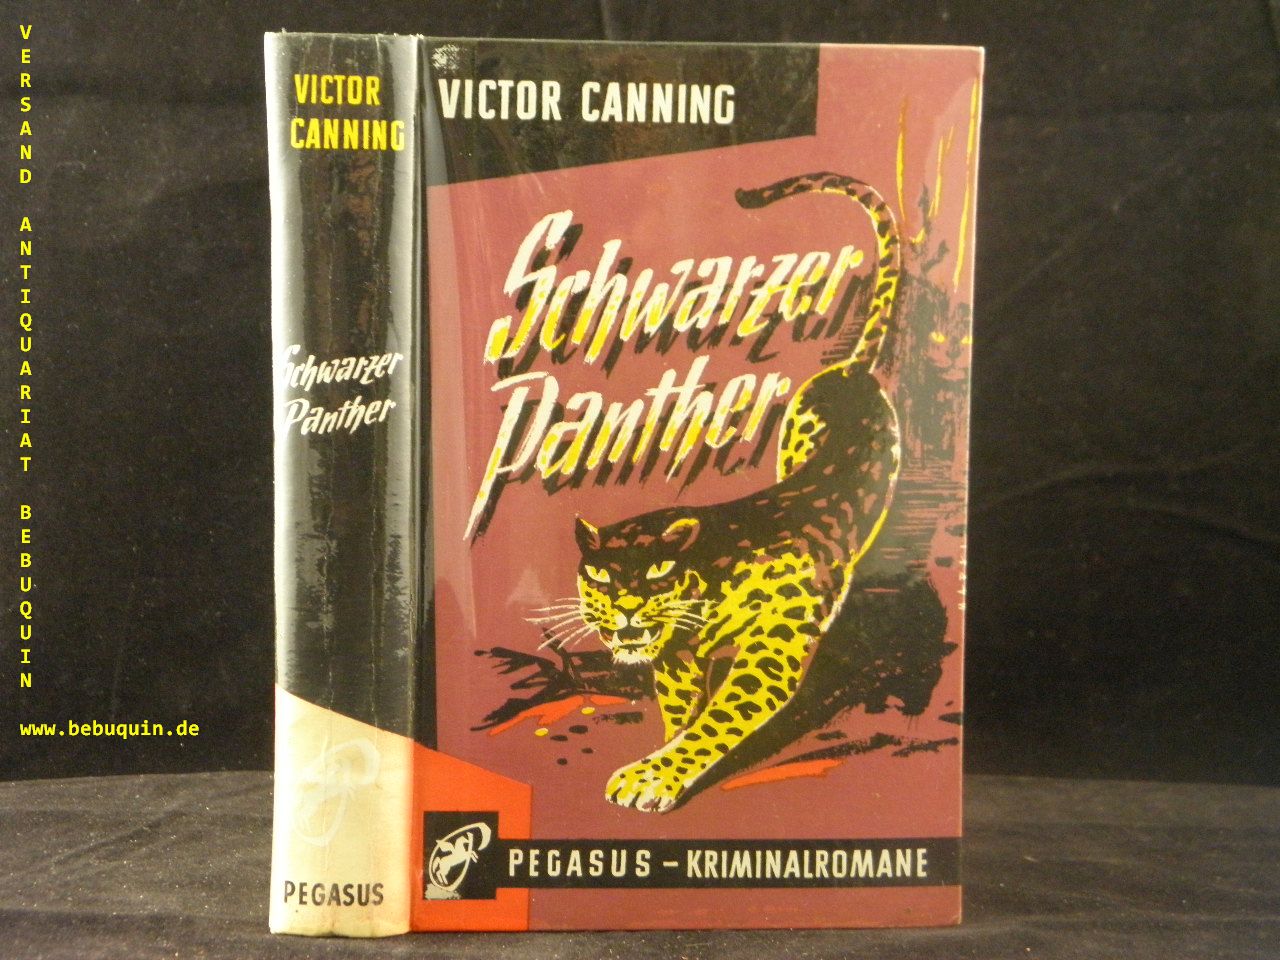 VERSAND ANTIQUARIAT BEBUQUIN
www.bebuquin.de
VICTOR
CANNING
Schwarzer
Panther
PEGASUS
VICTOR CANNING
Schwarzer
Panther
PEGASUS – KRIMINALROMANE